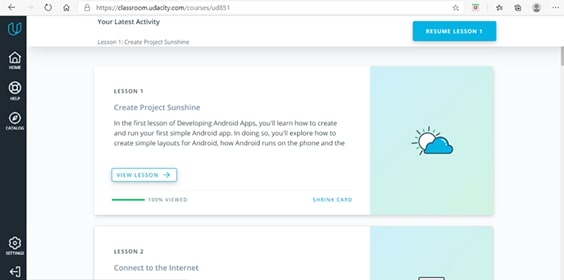 https://classroom.udacity.com/courses/ud851
Your Latest Activity
Lesson 1: Create Project Sunshine
RESUME LESSON 1
HOME
HELP
CATALOG
LESSON 1
Create Project Sunshine
In the first lesson of Developing Android Apps, you'll learn how to create
and run your first simple Android app. In doing so, you'll explore how to
create simple layouts for Android, how Android runs on the phone and the
VIEW LESSON
100% VIEWED
SHRINK CARD
LESSON 2
Connect to the Internet
SETTINGS